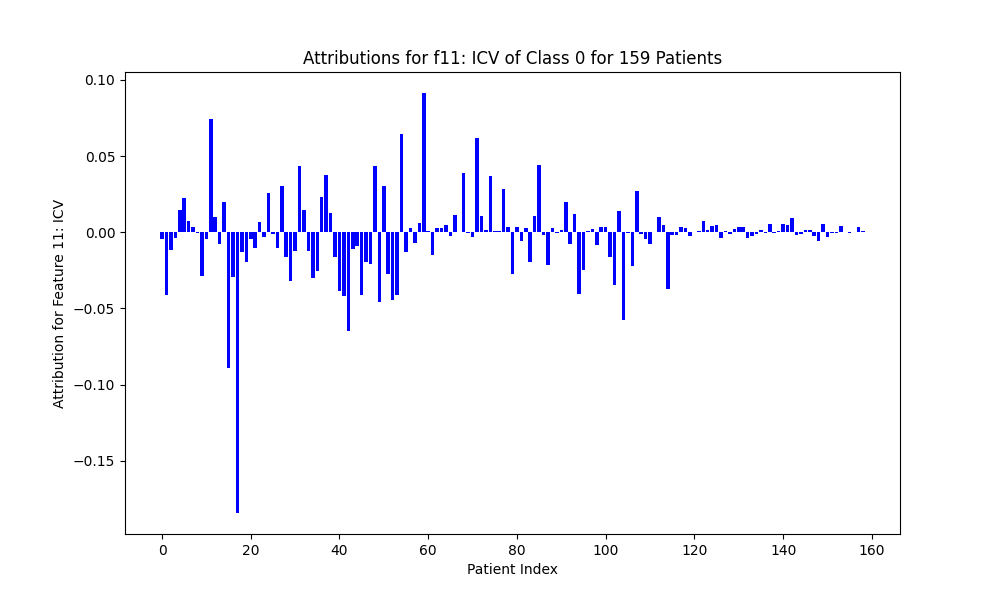 Attributions for f11: ICV of Class 0 for 159 Patients
Attribution for Feature 11: ICV
0.10
0.05
0.00
−0.05
−0.10
−0.15
0 20 40 60 80 100 120 140 160
Patient Index